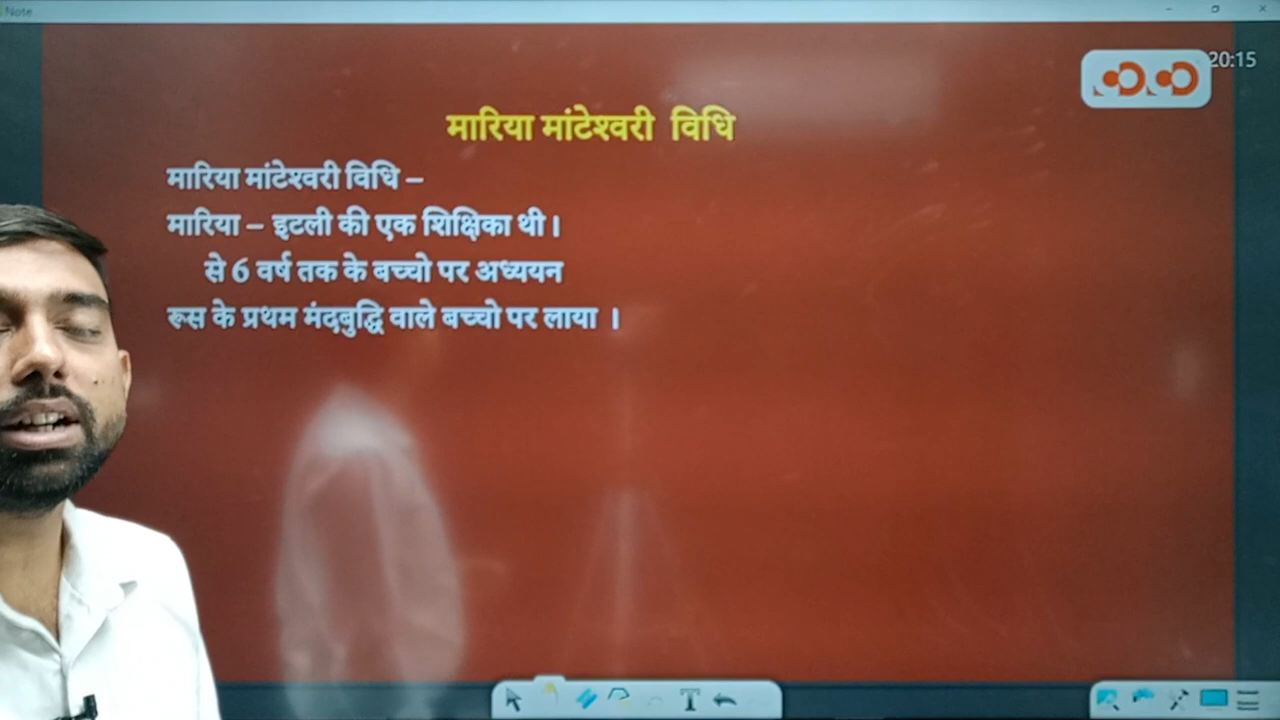 Note
20:15
मारिया मांटेश्वरी विधि
मारिया मांटेश्वरी विधि –
मारिया – इटली की एक शिक्षिका थी।
से 6 वर्ष तक के बच्चो पर अध्ययन
रूस के प्रथम मंदबुद्धि वाले बच्चो पर लाया ।